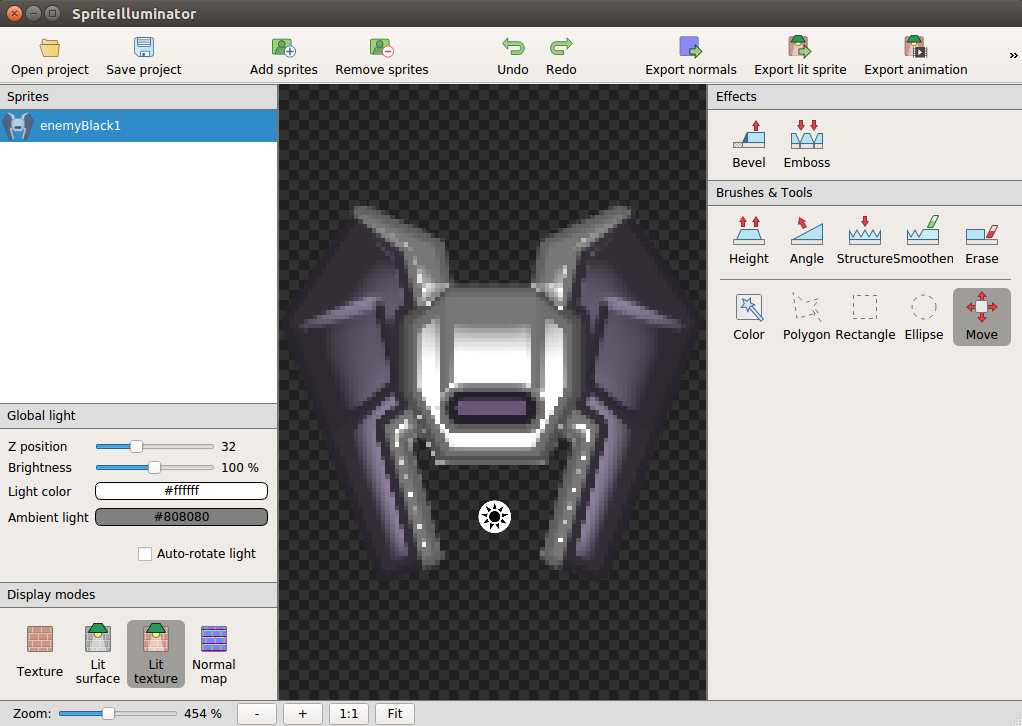 SpriteIlluminator
Open project Save project Add sprites Remove sprites Undo Redo Export normals Export lit sprite Export animation »
Sprites
enemyBlack1
Global light
Z position 32
Brightness 100 %
Light color #ffffff
Ambient light #808080
Auto-rotate light
Display modes
Texture Lit surface Lit texture Normal map
Effects
Bevel Emboss
Brushes & Tools
Height Angle Structure Smoothen Erase
Color Polygon Rectangle Ellipse Move
Zoom: 454 % - + 1:1 Fit